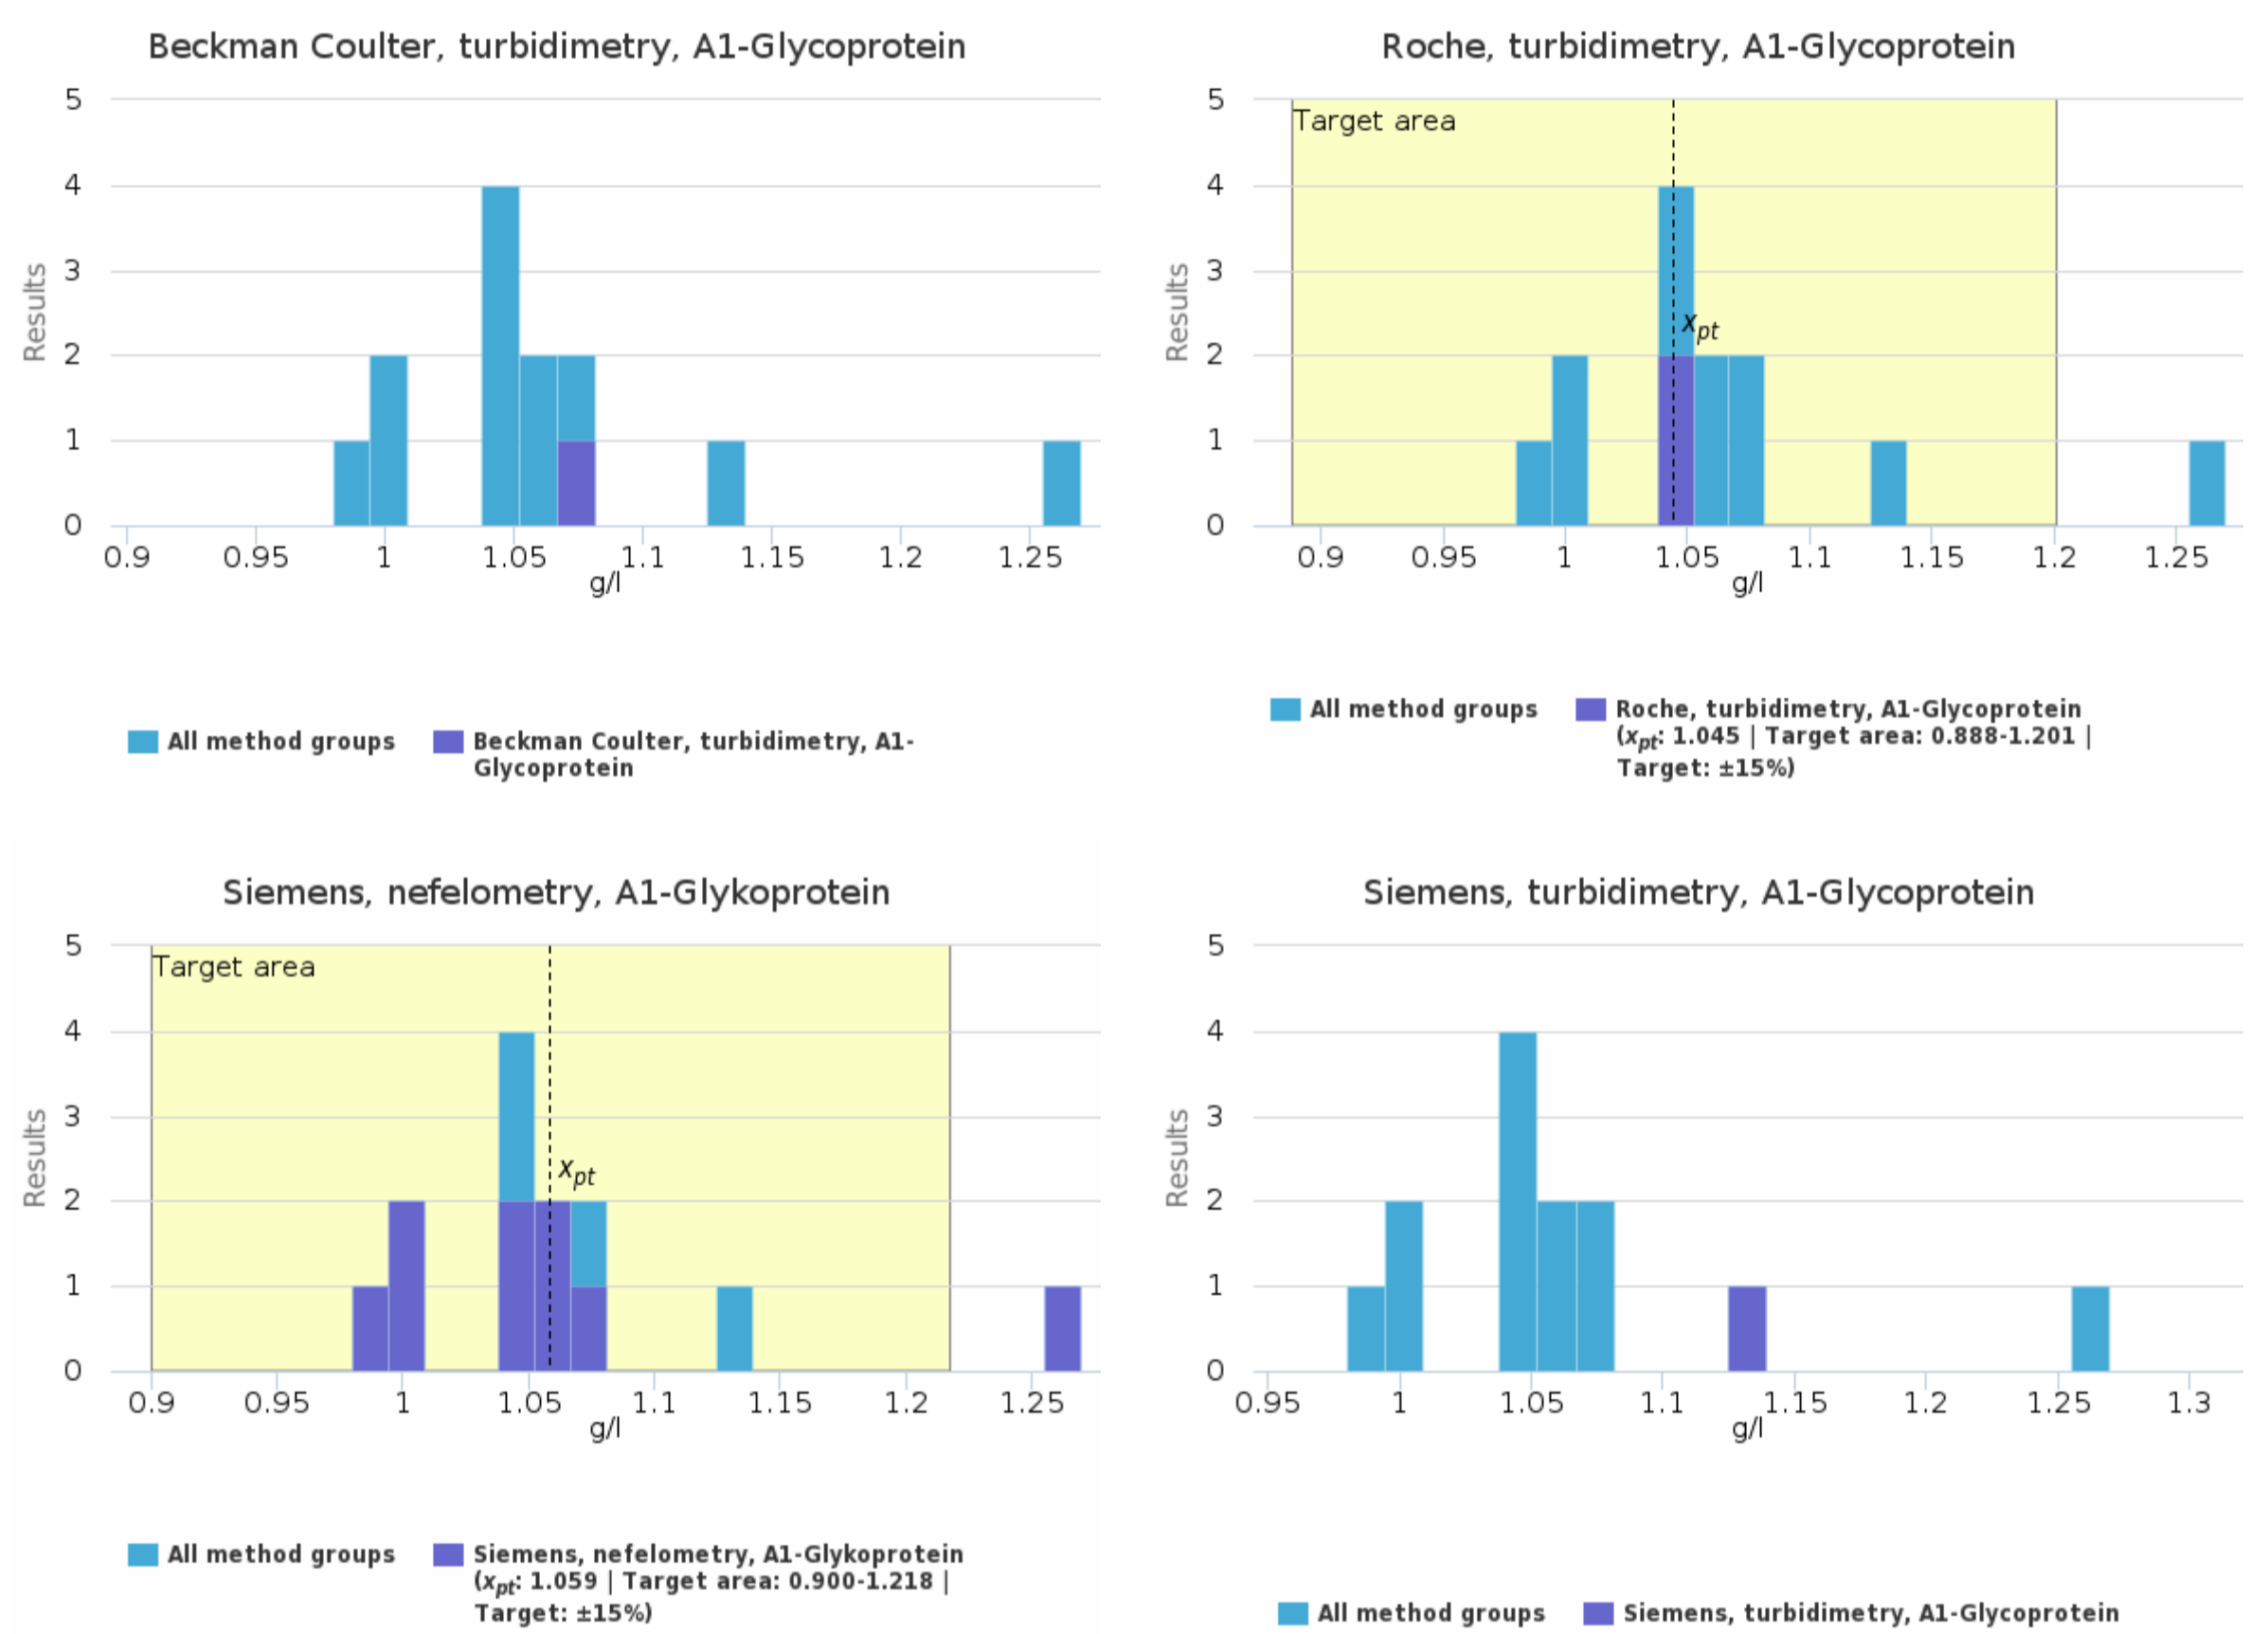 Beckman Coulter, turbidimetry, A1-Glycoprotein
5
4
3
2
1
0
Results
0.9 0.95 1 1.05 1.1 1.15 1.2 1.25
g/l
All method groups
Beckman Coulter, turbidimetry, A1-
Glycoprotein
Roche, turbidimetry, A1-Glycoprotein
5
4
3
2
1
0
Results
Target area
xpt
0.9 0.95 1 1.05 1.1 1.15 1.2 1.25
g/l
All method groups
Roche, turbidimetry, A1-Glycoprotein
(xpt: 1.045 | Target area: 0.888-1.201 |
Target: ±15%)
Siemens, nefelometry, A1-Glykoprotein
5
4
3
2
1
0
Results
Target area
xpt
0.9 0.95 1 1.05 1.1 1.15 1.2 1.25
g/l
All method groups
Siemens, nefelometry, A1-Glykoprotein
(xpt: 1.059 | Target area: 0.900-1.218 |
Target: ±15%)
Siemens, turbidimetry, A1-Glycoprotein
5
4
3
2
1
0
Results
0.95 1 1.05 1.1 1.15 1.2 1.25 1.3
g/l
All method groups
Siemens, turbidimetry, A1-Glycoprotein